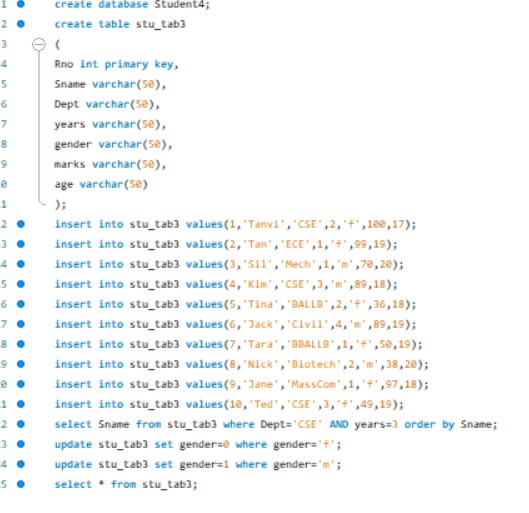 1 create database Student4;
2 create table stu_tab3
3 (
4 Rno int primary key,
5 Sname varchar(50),
6 Dept varchar(50),
7 years varchar(50),
8 gender varchar(50),
9 marks varchar(50),
0 age varchar(50)
1 );
2 insert into stu_tab3 values(1,'Tanvi','CSE',2,'f',100,17);
3 insert into stu_tab3 values(2,'Tan','ECE',1,'f',99,19);
4 insert into stu_tab3 values(3,'Sil','Mech',1,'m',70,20);
5 insert into stu_tab3 values(4,'Kim','CSE',3,'m',89,18);
6 insert into stu_tab3 values(5,'Tina','BALLB',2,'f',36,18);
7 insert into stu_tab3 values(6,'Jack','Civil',4,'m',89,19);
8 insert into stu_tab3 values(7,'Tara','BBALLB',1,'f',50,19);
9 insert into stu_tab3 values(8,'Nick','Biotech',2,'m',38,20);
0 insert into stu_tab3 values(9,'Jane','MassCom',1,'f',97,18);
1 insert into stu_tab3 values(10,'Ted','CSE',3,'f',49,19);
2 select Sname from stu_tab3 where Dept='CSE' AND years=3 order by Sname;
3 update stu_tab3 set gender=0 where gender='f';
4 update stu_tab3 set gender=1 where gender='m';
5 select * from stu_tab3;